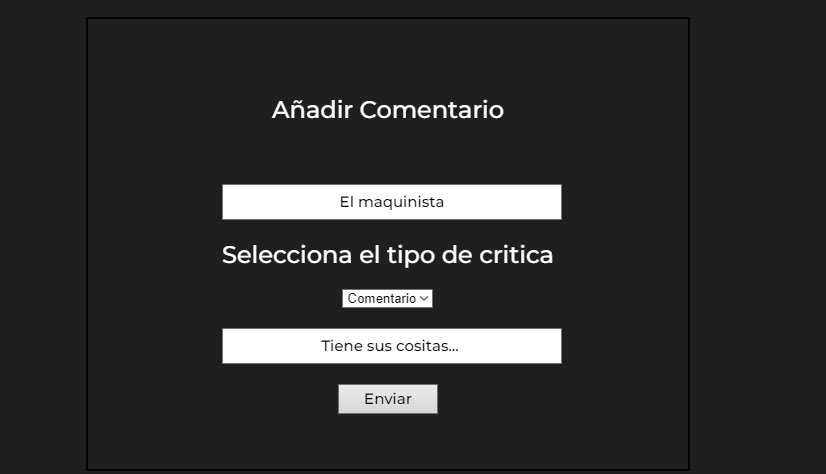 Añadir Comentario
El maquinista
Selecciona el tipo de critica
Comentario
Tiene sus cositas...
Enviar